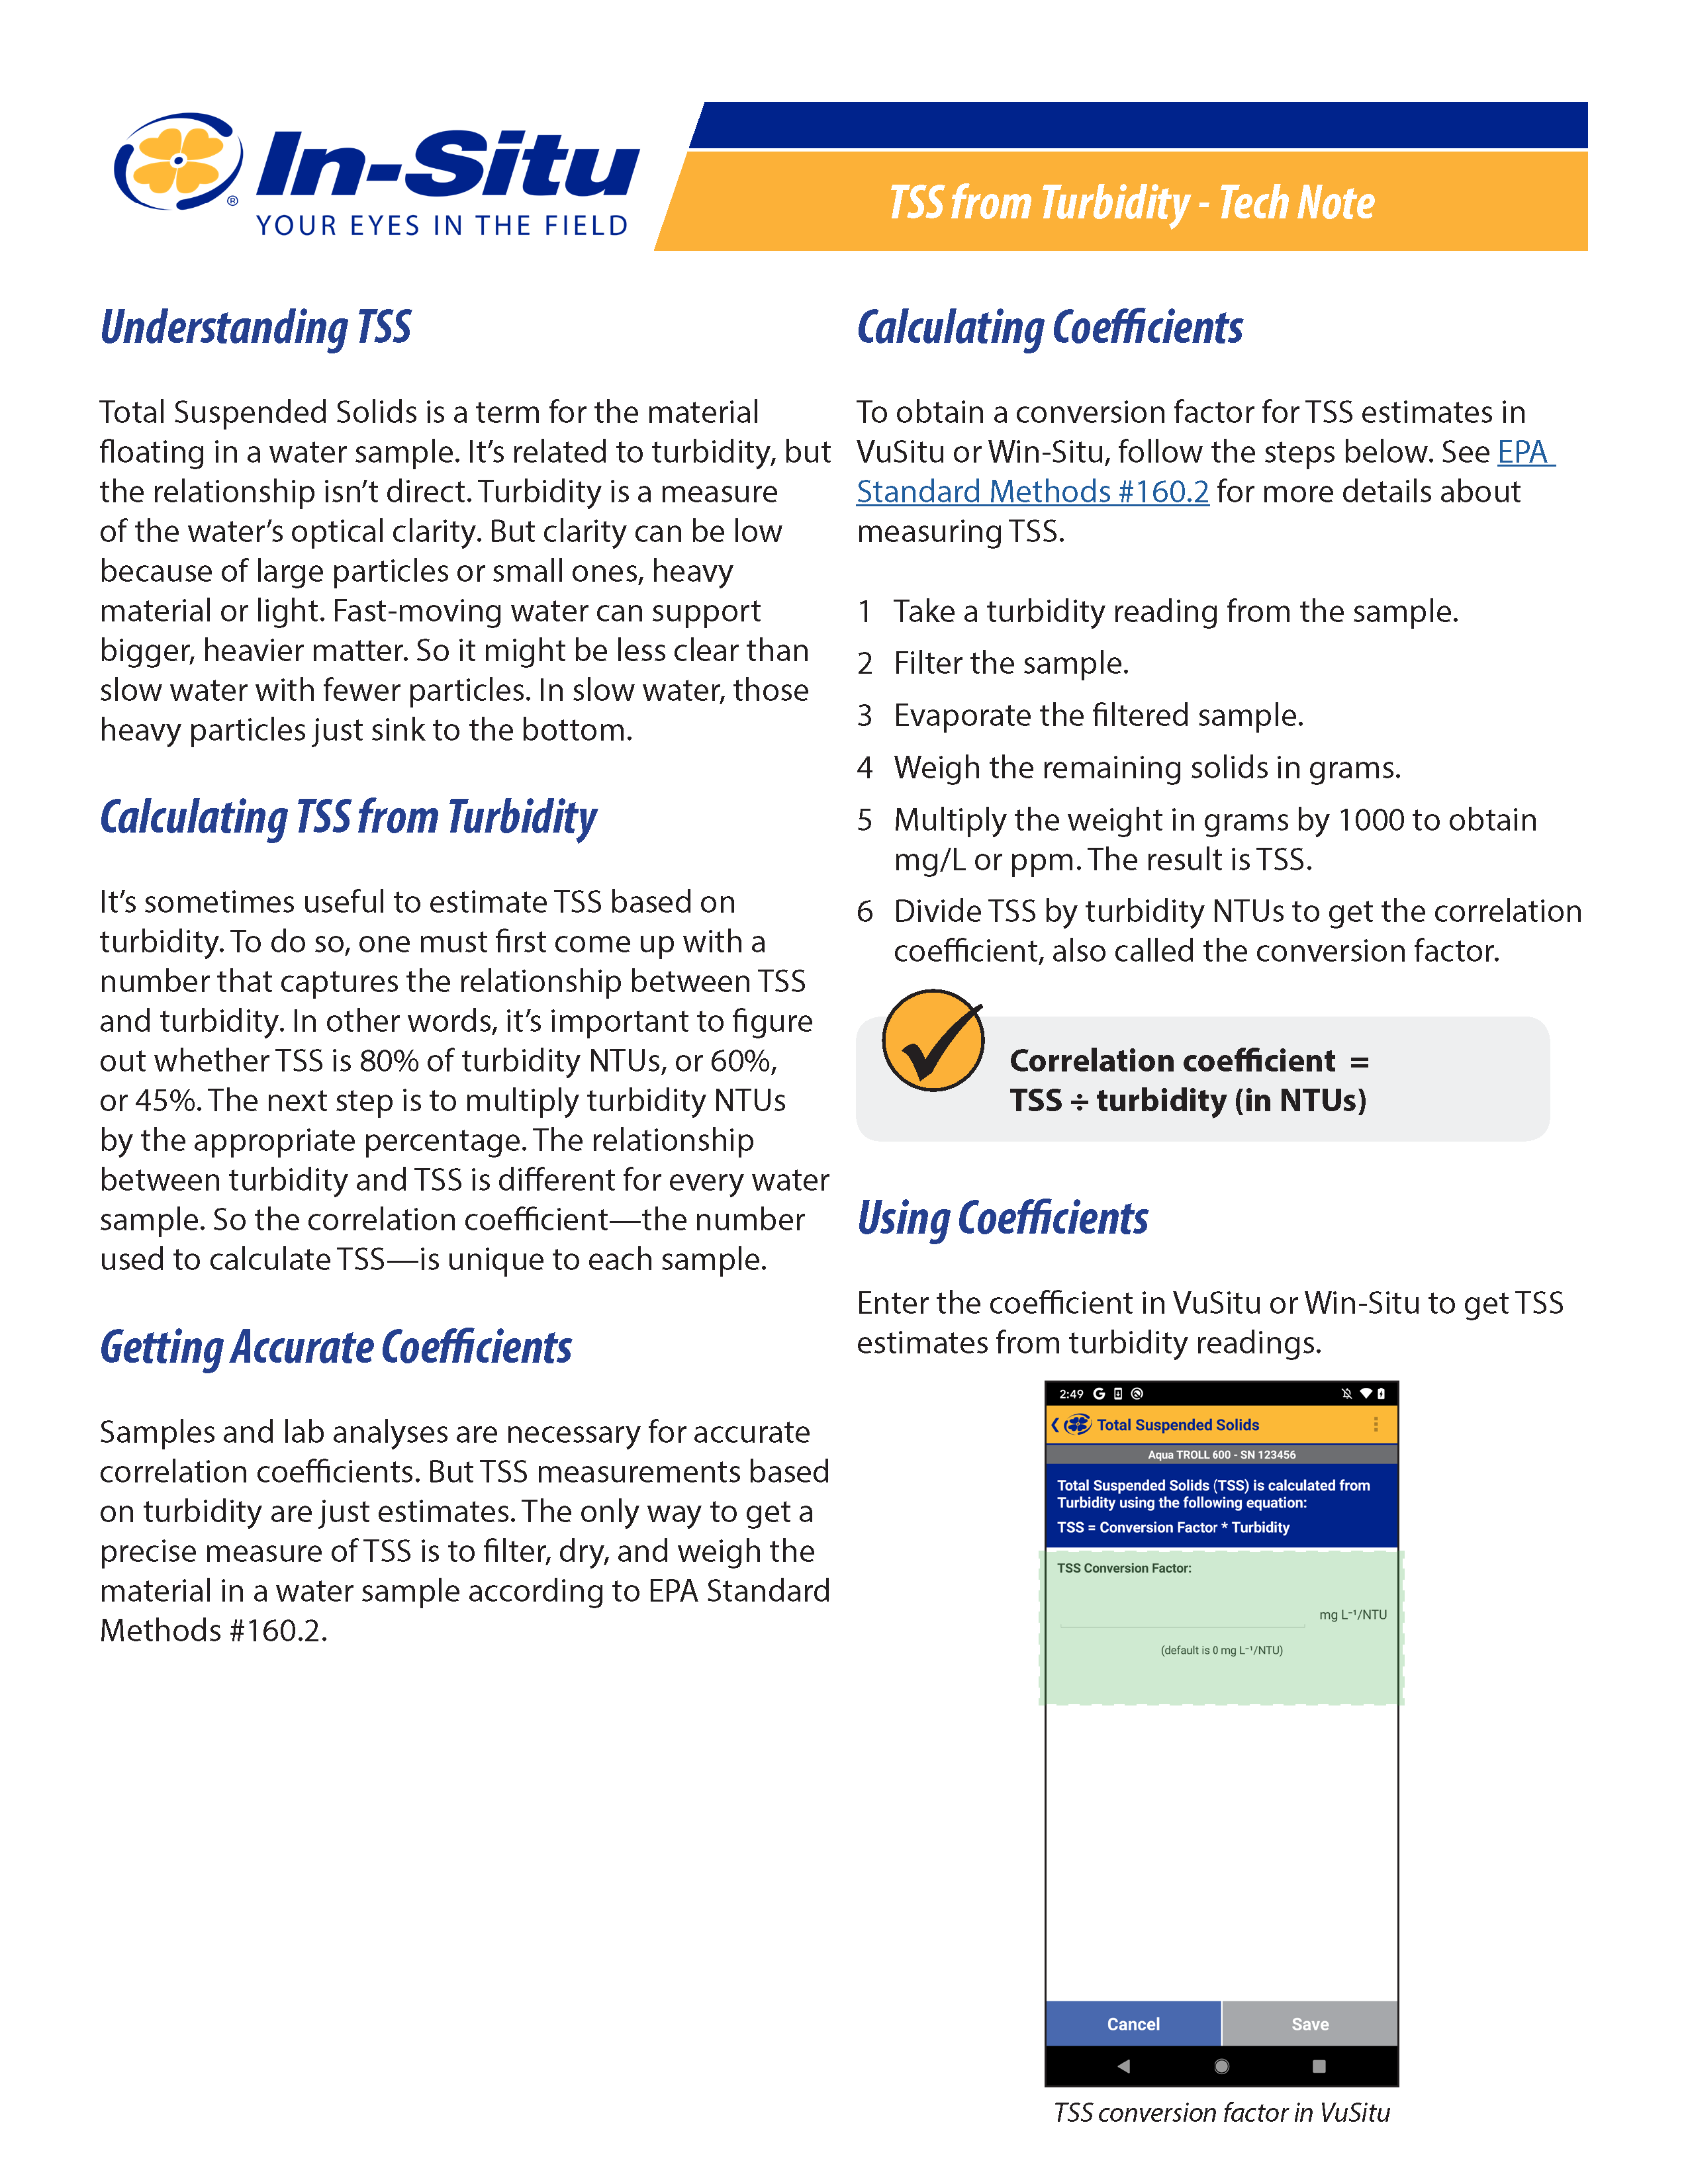 In-Situ
®
YOUR EYES IN THE FIELD
TSS from Turbidity - Tech Note
Understanding TSS
Total Suspended Solids is a term for the material
floating in a water sample. It’s related to turbidity, but
the relationship isn’t direct. Turbidity is a measure
of the water’s optical clarity. But clarity can be low
because of large particles or small ones, heavy
material or light. Fast-moving water can support
bigger, heavier matter. So it might be less clear than
slow water with fewer particles. In slow water, those
heavy particles just sink to the bottom.
Calculating TSS from Turbidity
It’s sometimes useful to estimate TSS based on
turbidity. To do so, one must first come up with a
number that captures the relationship between TSS
and turbidity. In other words, it’s important to figure
out whether TSS is 80% of turbidity NTUs, or 60%,
or 45%. The next step is to multiply turbidity NTUs
by the appropriate percentage. The relationship
between turbidity and TSS is different for every water
sample. So the correlation coefficient—the number
used to calculate TSS—is unique to each sample.
Getting Accurate Coefficients
Samples and lab analyses are necessary for accurate
correlation coefficients. But TSS measurements based
on turbidity are just estimates. The only way to get a
precise measure of TSS is to filter, dry, and weigh the
material in a water sample according to EPA Standard
Methods #160.2.
Calculating Coefficients
To obtain a conversion factor for TSS estimates in
VuSitu or Win-Situ, follow the steps below. See EPA
Standard Methods #160.2 for more details about
measuring TSS.
1 Take a turbidity reading from the sample.
2 Filter the sample.
3 Evaporate the filtered sample.
4 Weigh the remaining solids in grams.
5 Multiply the weight in grams by 1000 to obtain
mg/L or ppm. The result is TSS.
6 Divide TSS by turbidity NTUs to get the correlation
coefficient, also called the conversion factor.
Correlation coefficient =
TSS ÷ turbidity (in NTUs)
Using Coefficients
Enter the coefficient in VuSitu or Win-Situ to get TSS
estimates from turbidity readings.
2:49 G
Total Suspended Solids
Aqua TROLL 600 - SN 123456
Total Suspended Solids (TSS) is calculated from
Turbidity using the following equation:
TSS = Conversion Factor * Turbidity
TSS Conversion Factor:
mg L⁻¹/NTU
(default is 0 mg L⁻¹/NTU)
Cancel Save
TSS conversion factor in VuSitu